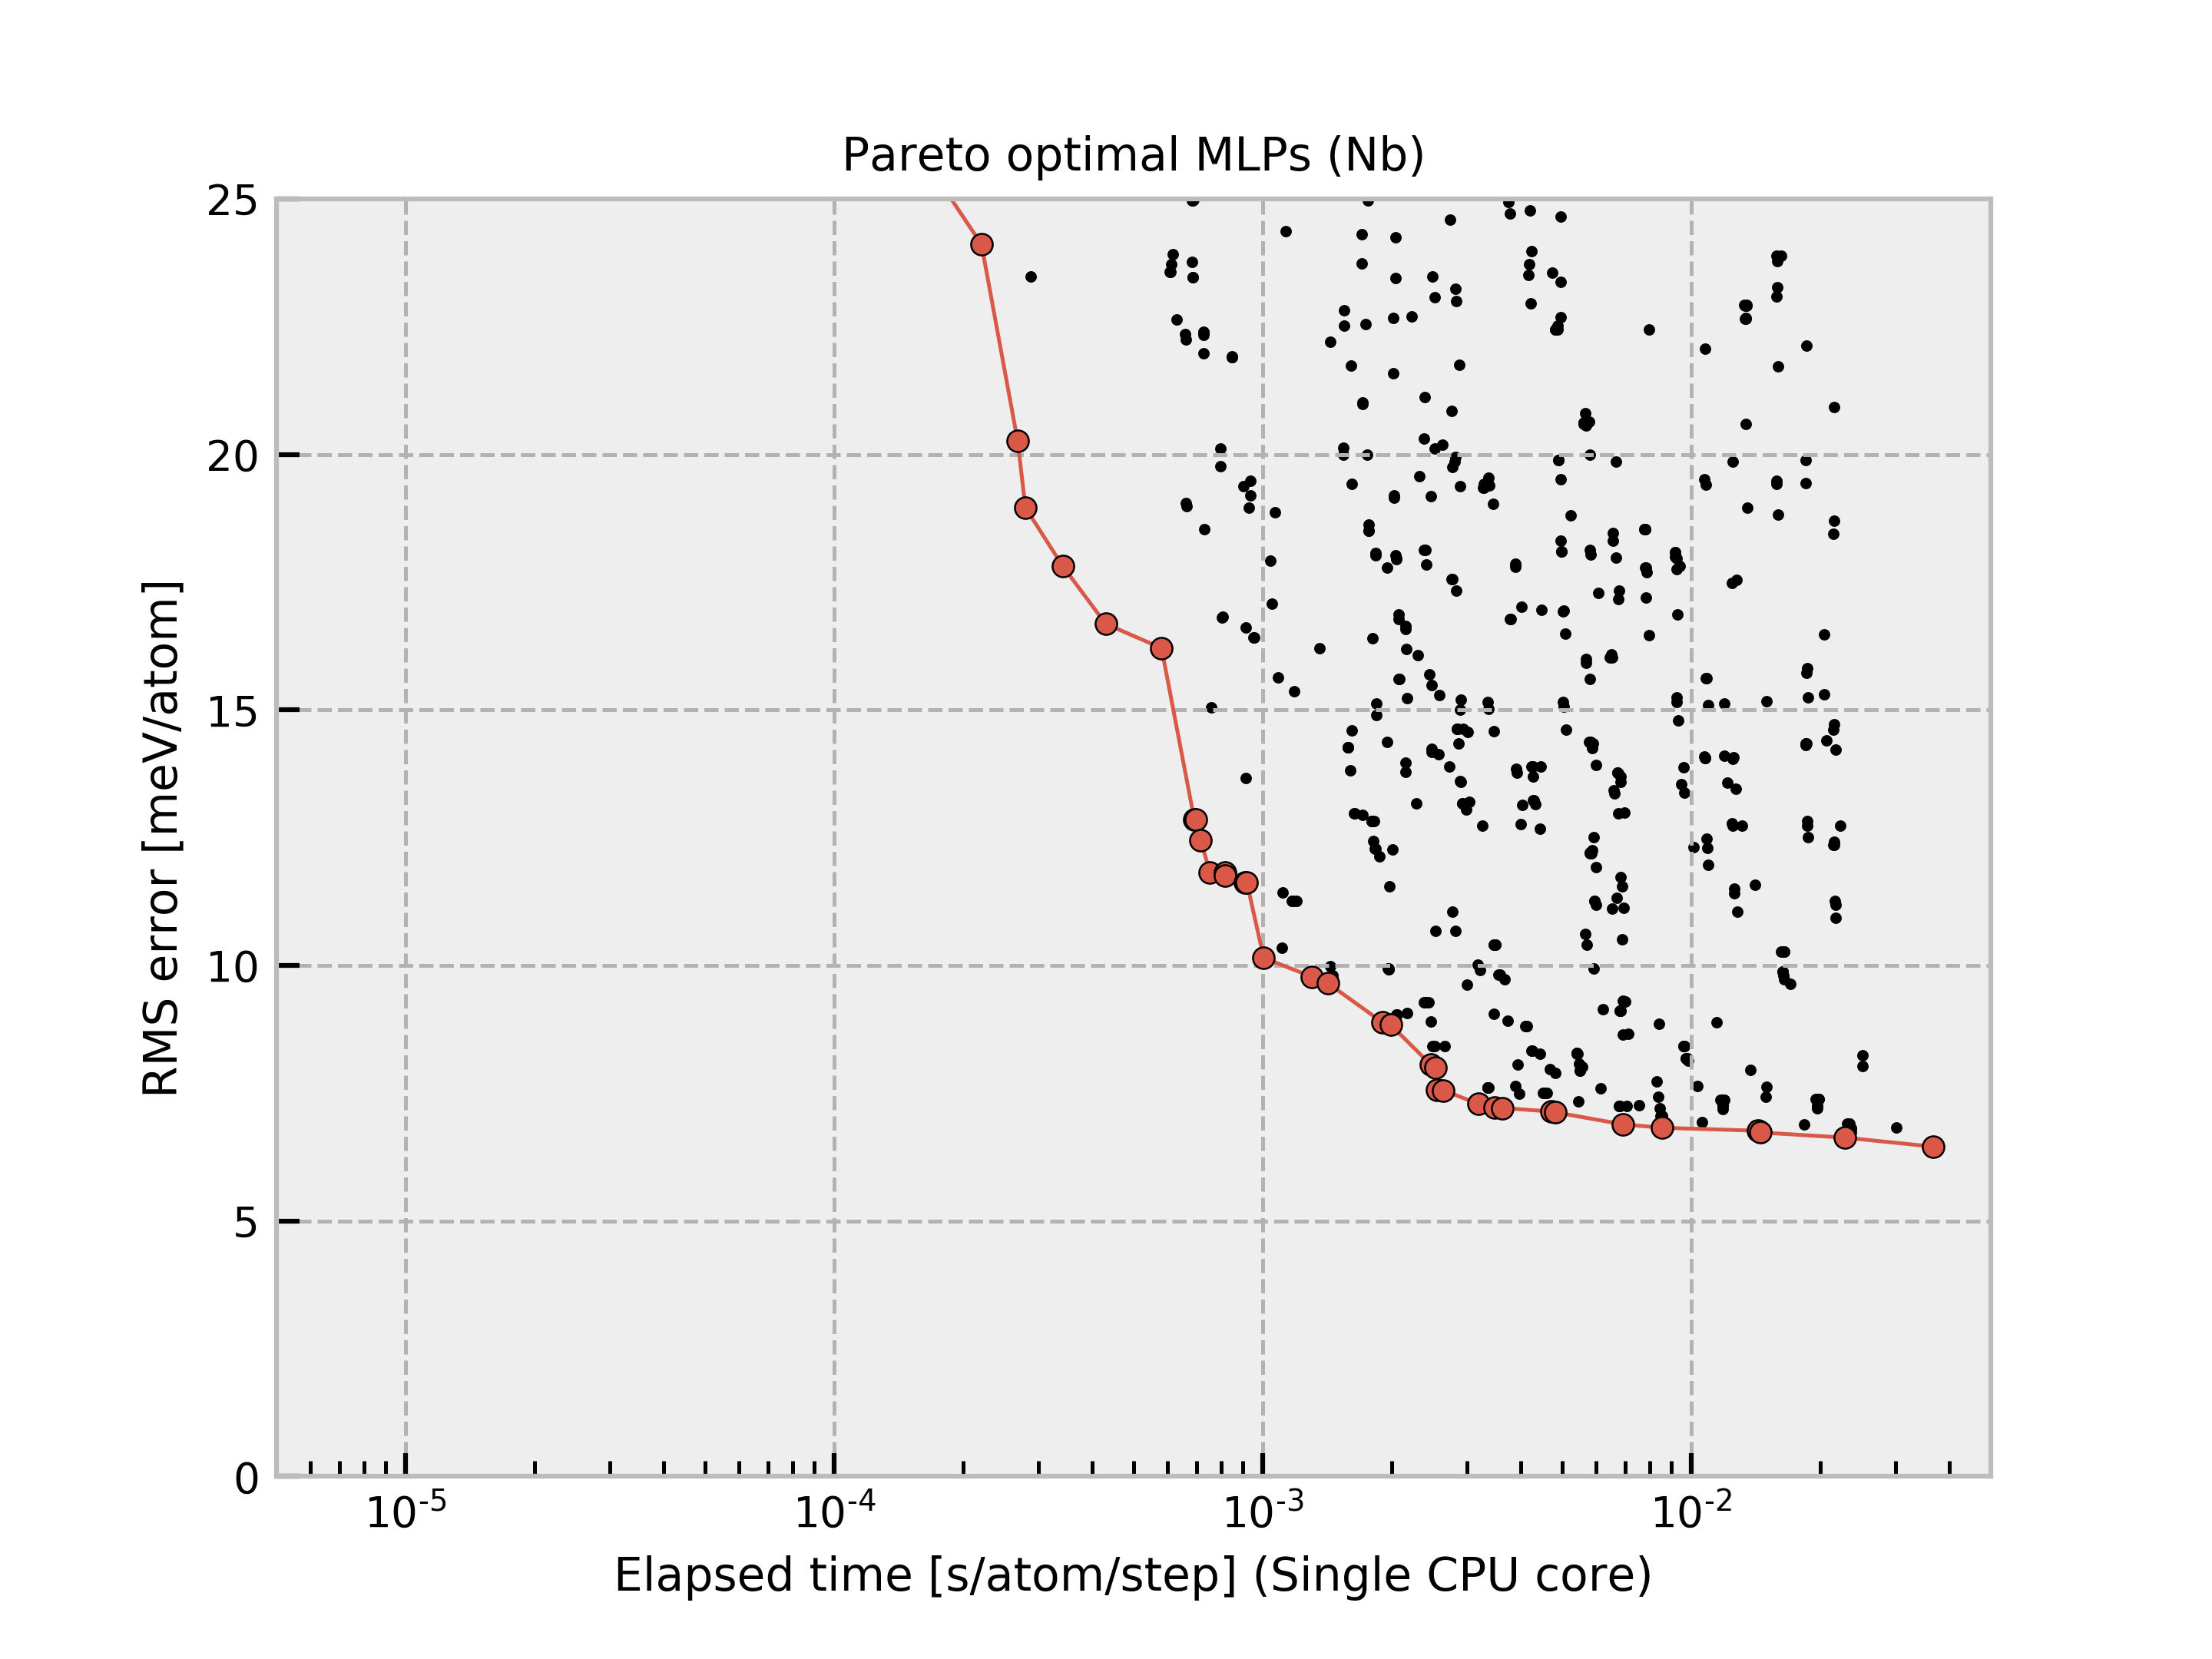 Pareto optimal MLPs (Nb)
25
20
15
10
5
0
RMS error [meV/atom]
10-5 10-4 10-3 10-2
Elapsed time [s/atom/step] (Single CPU core)